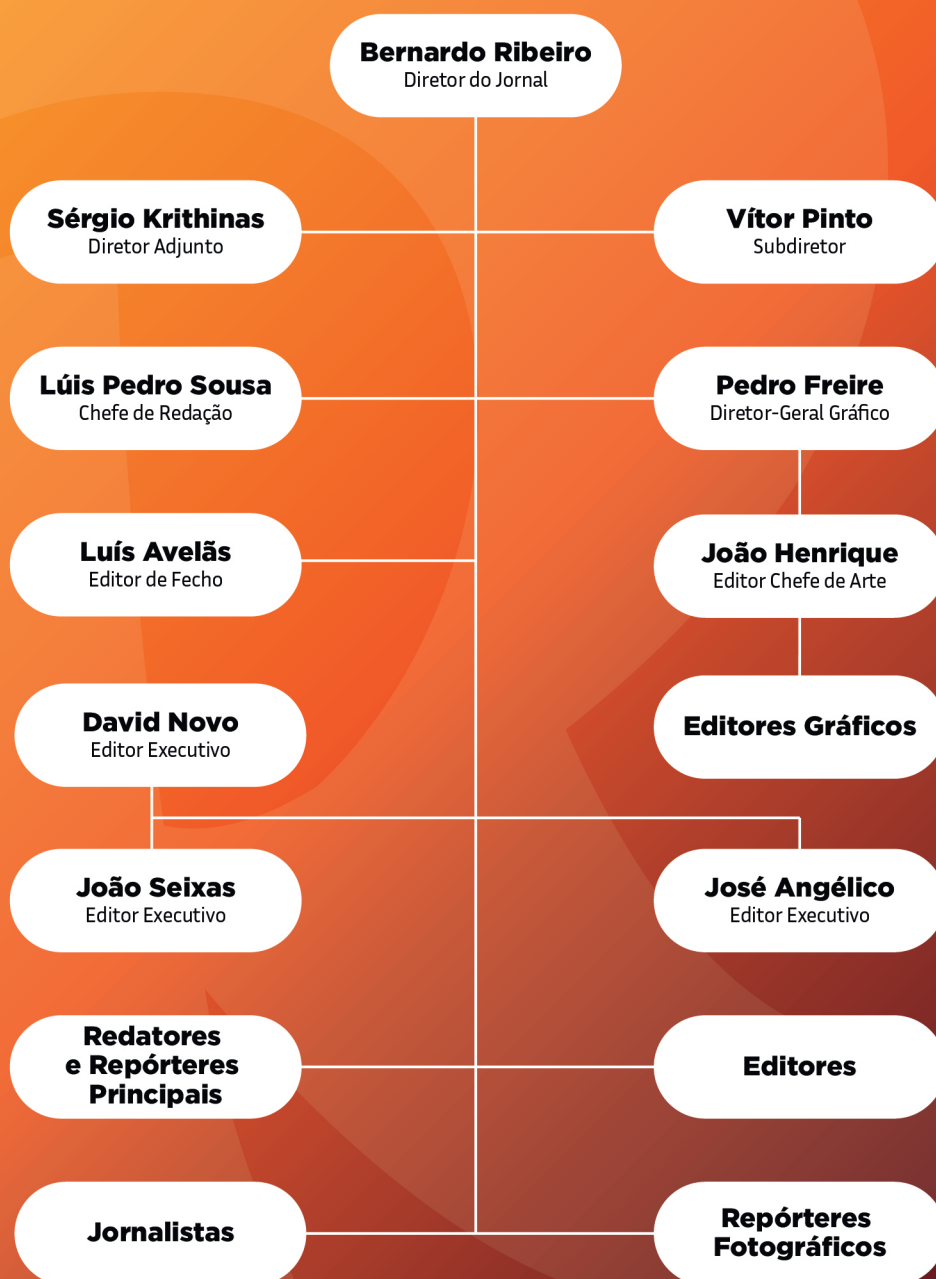 Bernardo Ribeiro
Diretor do Jornal
Sérgio Krithinas
Diretor Adjunto
Vítor Pinto
Subdiretor
Lúis Pedro Sousa
Chefe de Redação
Pedro Freire
Diretor-Geral Gráfico
Luís Avelãs
Editor de Fecho
João Henrique
Editor Chefe de Arte
David Novo
Editor Executivo
Editores Gráficos
João Seixas
Editor Executivo
José Angélico
Editor Executivo
Redatores
e Repórteres
Principais
Editores
Jornalistas
Repórteres
Fotográficos